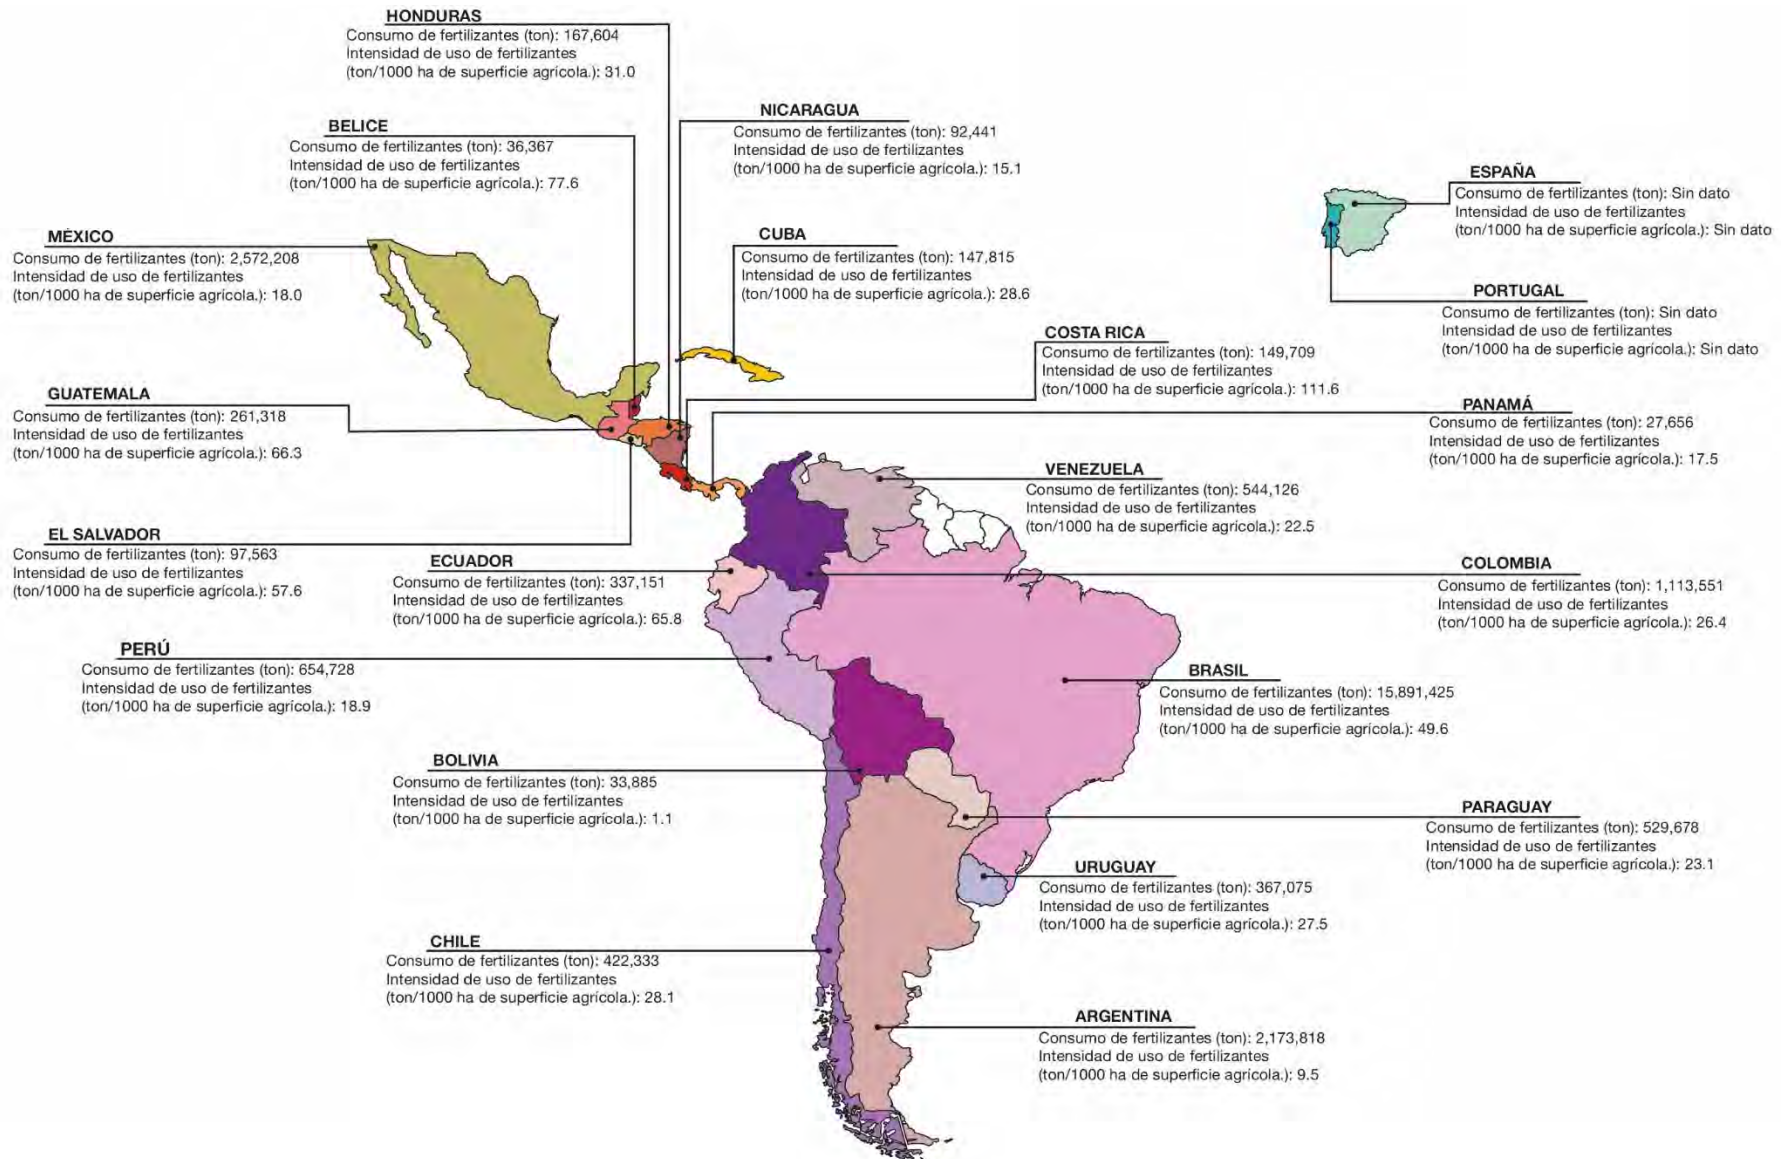 HONDURAS
Consumo de fertilizantes (ton): 167,604
Intensidad de uso de fertilizantes
(ton/1000 ha de superficie agrícola.): 31.0
NICARAGUA
Consumo de fertilizantes (ton): 92,441
Intensidad de uso de fertilizantes
(ton/1000 ha de superficie agrícola.): 15.1
BELICE
Consumo de fertilizantes (ton): 36,367
Intensidad de uso de fertilizantes
(ton/1000 ha de superficie agrícola.): 77.6
ESPAÑA
Consumo de fertilizantes (ton): Sin dato
Intensidad de uso de fertilizantes
(ton/1000 ha de superficie agrícola.): Sin dato
MÉXICO
Consumo de fertilizantes (ton): 2,572,208
Intensidad de uso de fertilizantes
(ton/1000 ha de superficie agrícola.): 18.0
CUBA
Consumo de fertilizantes (ton): 147,815
Intensidad de uso de fertilizantes
(ton/1000 ha de superficie agrícola.): 28.6
PORTUGAL
Consumo de fertilizantes (ton): Sin dato
Intensidad de uso de fertilizantes
(ton/1000 ha de superficie agrícola.): Sin dato
COSTA RICA
Consumo de fertilizantes (ton): 149,709
Intensidad de uso de fertilizantes
(ton/1000 ha de superficie agrícola.): 111.6
GUATEMALA
Consumo de fertilizantes (ton): 261,318
Intensidad de uso de fertilizantes
(ton/1000 ha de superficie agrícola.): 66.3
PANAMÁ
Consumo de fertilizantes (ton): 27,656
Intensidad de uso de fertilizantes
(ton/1000 ha de superficie agrícola.): 17.5
VENEZUELA
Consumo de fertilizantes (ton): 544,126
Intensidad de uso de fertilizantes
(ton/1000 ha de superficie agrícola.): 22.5
EL SALVADOR
Consumo de fertilizantes (ton): 97,563
Intensidad de uso de fertilizantes
(ton/1000 ha de superficie agrícola.): 57.6
ECUADOR
Consumo de fertilizantes (ton): 337,151
Intensidad de uso de fertilizantes
(ton/1000 ha de superficie agrícola.): 65.8
COLOMBIA
Consumo de fertilizantes (ton): 1,113,551
Intensidad de uso de fertilizantes
(ton/1000 ha de superficie agrícola.): 26.4
PERÚ
Consumo de fertilizantes (ton): 654,728
Intensidad de uso de fertilizantes
(ton/1000 ha de superficie agrícola.): 18.9
BRASIL
Consumo de fertilizantes (ton): 15,891,425
Intensidad de uso de fertilizantes
(ton/1000 ha de superficie agrícola.): 49.6
BOLIVIA
Consumo de fertilizantes (ton): 33,885
Intensidad de uso de fertilizantes
(ton/1000 ha de superficie agrícola.): 1.1
PARAGUAY
Consumo de fertilizantes (ton): 529,678
Intensidad de uso de fertilizantes
(ton/1000 ha de superficie agrícola.): 23.1
URUGUAY
Consumo de fertilizantes (ton): 367,075
Intensidad de uso de fertilizantes
(ton/1000 ha de superficie agrícola.): 27.5
CHILE
Consumo de fertilizantes (ton): 422,333
Intensidad de uso de fertilizantes
(ton/1000 ha de superficie agrícola.): 28.1
ARGENTINA
Consumo de fertilizantes (ton): 2,173,818
Intensidad de uso de fertilizantes
(ton/1000 ha de superficie agrícola.): 9.5